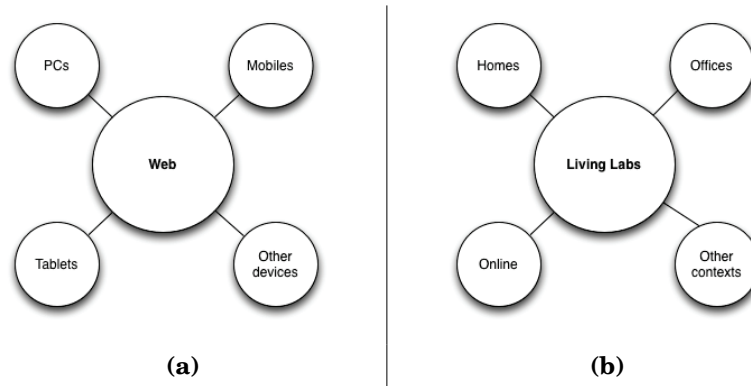 PCs
Mobiles
Web
Tablets
Other
devices
(a)
Homes
Offices
Living Labs
Online
Other
contexts
(b)